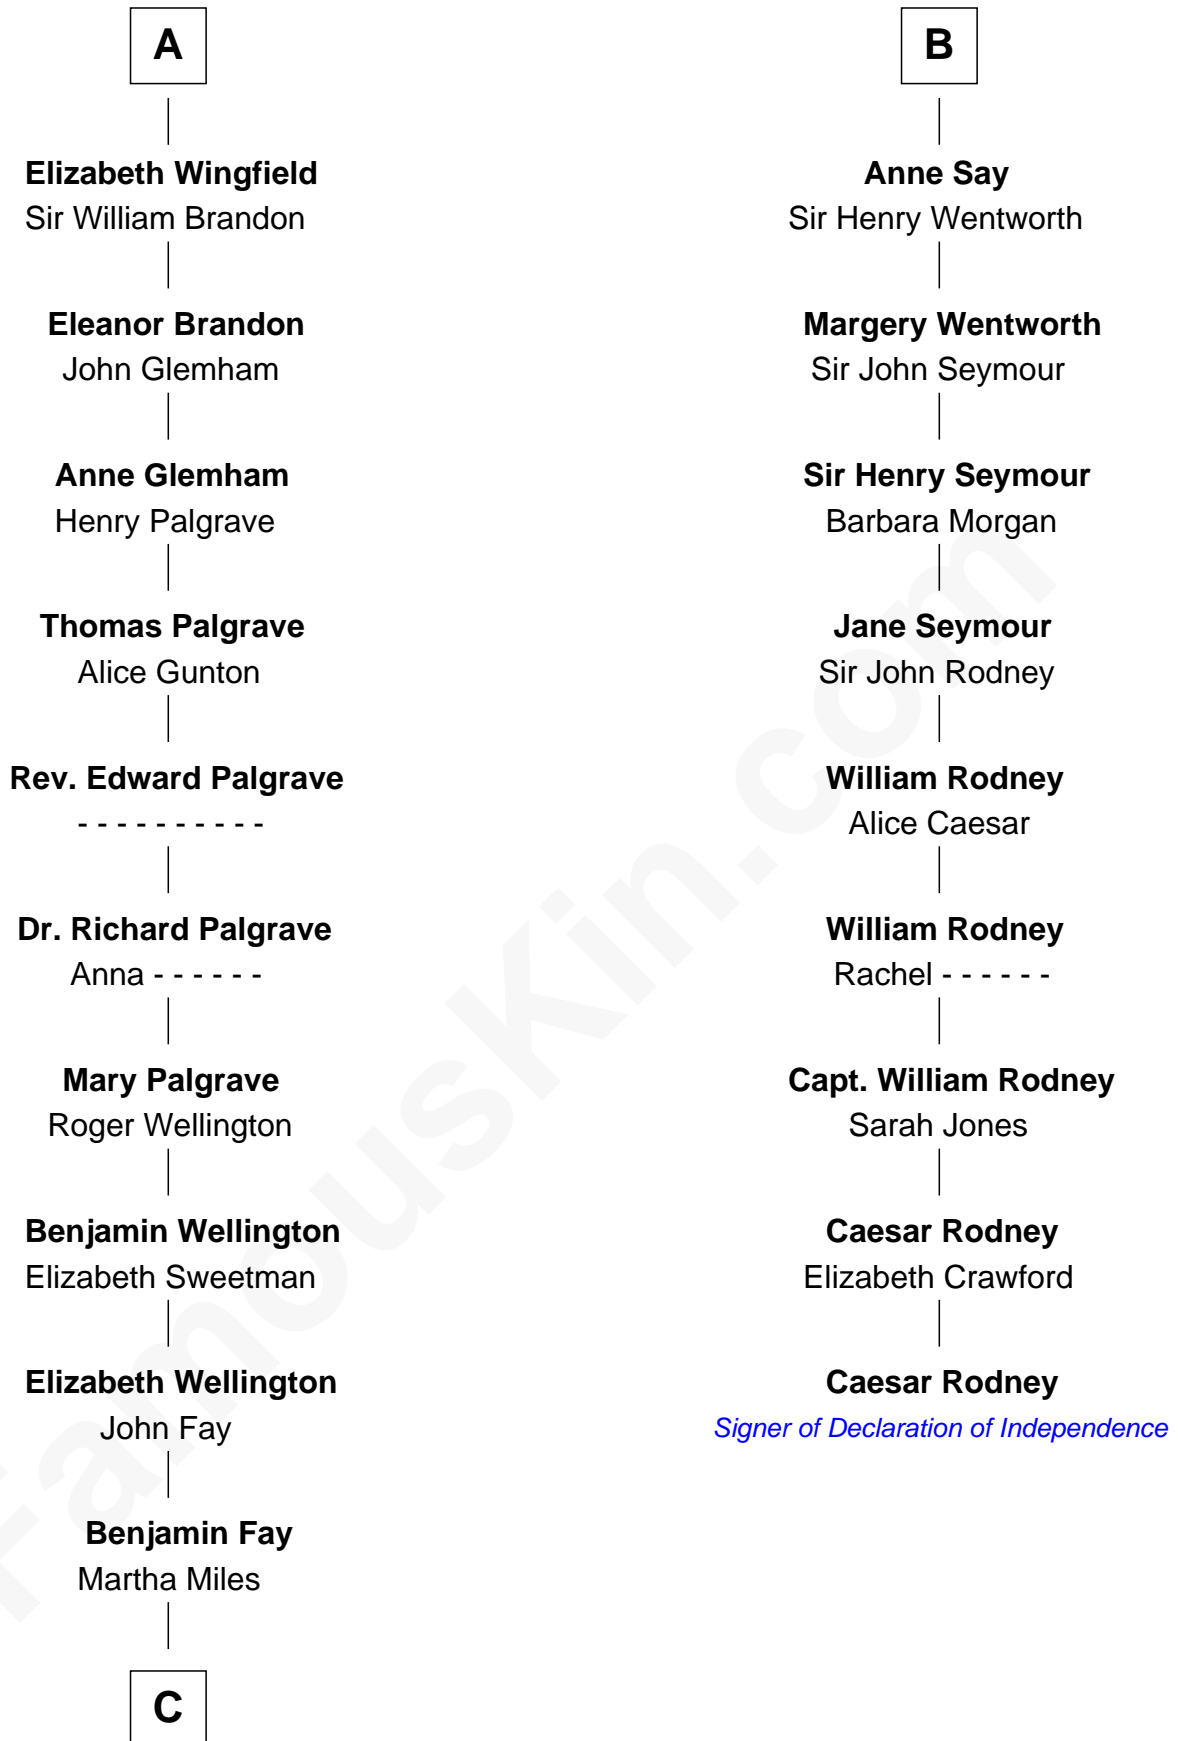 A
Elizabeth Wingfield
Sir William Brandon
Eleanor Brandon
John Glemham
Anne Glemham
Henry Palgrave
Thomas Palgrave
Alice Gunton
Rev. Edward Palgrave
- - - - - - - - - -
Dr. Richard Palgrave
Anna - - - - - -
Mary Palgrave
Roger Wellington
Benjamin Wellington
Elizabeth Sweetman
Elizabeth Wellington
John Fay
Benjamin Fay
Martha Miles
C
B
Anne Say
Sir Henry Wentworth
Margery Wentworth
Sir John Seymour
Sir Henry Seymour
Barbara Morgan
Jane Seymour
Sir John Rodney
William Rodney
Alice Caesar
William Rodney
Rachel - - - - - -
Capt. William Rodney
Sarah Jones
Caesar Rodney
Elizabeth Crawford
Caesar Rodney
Signer of Declaration of Independence
FamousKin.com